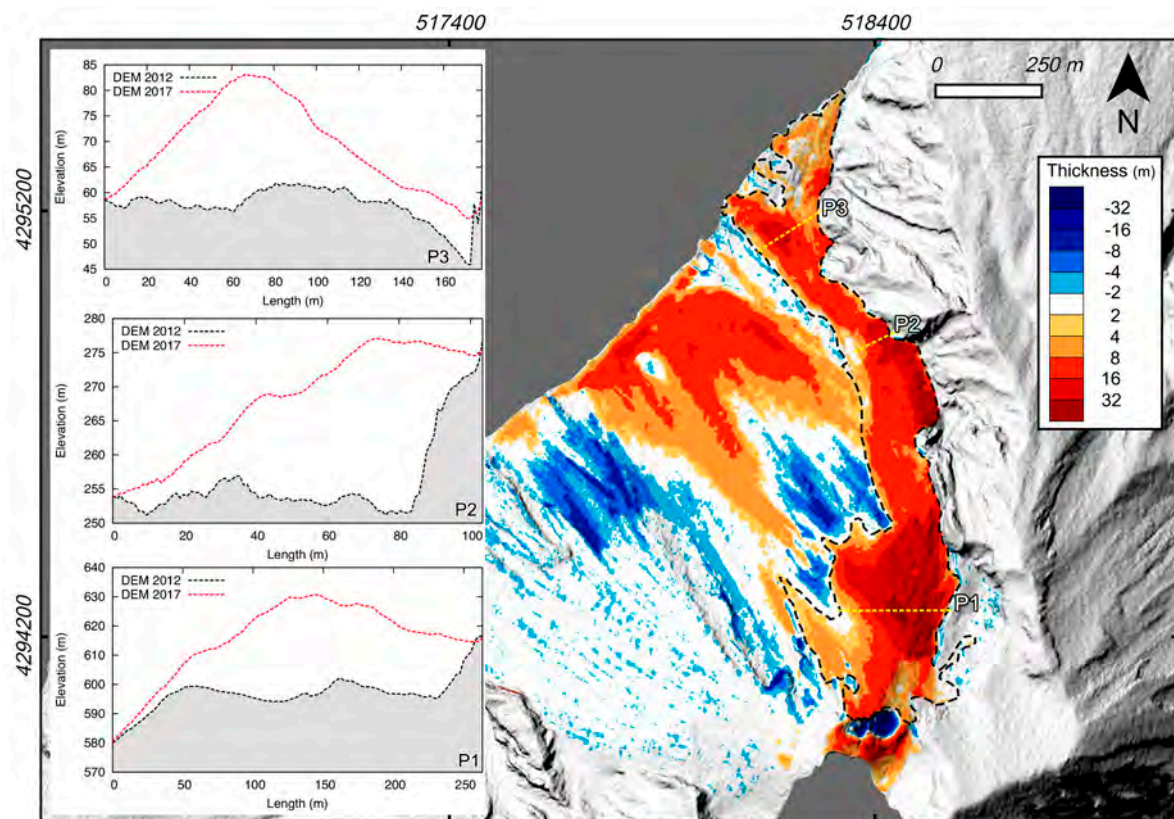 517400 518400
4295200
4294200
85
80
75
70
65
60
55
50
45
Elevation (m)
DEM 2012
DEM 2017
P3
0 20 40 60 80 100 120 140 160
Length (m)
280
275
270
265
260
255
250
Elevation (m)
DEM 2012
DEM 2017
P2
0 20 40 60 80 100
Length (m)
640
630
620
610
600
590
580
570
Elevation (m)
DEM 2012
DEM 2017
P1
0 50 100 150 200 250
Length (m)
0 250 m
N
Thickness (m)
-32
-16
-8
-4
-2
2
4
8
16
32
P3
P2
P1